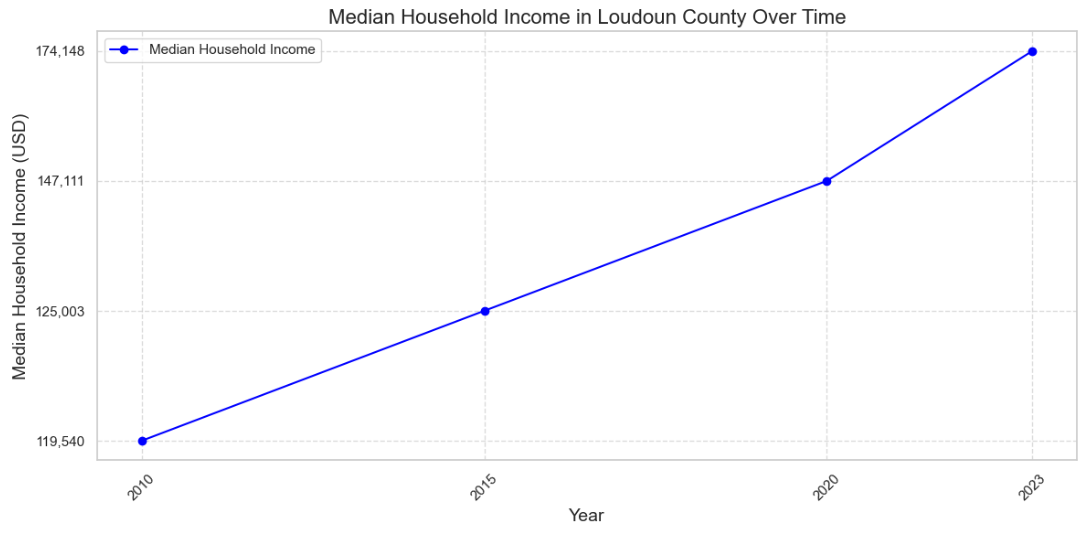 Median Household Income in Loudoun County Over Time
Median Household Income
Median Household Income (USD)
174,148
147,111
125,003
119,540
2010
2015
2020
2023
Year